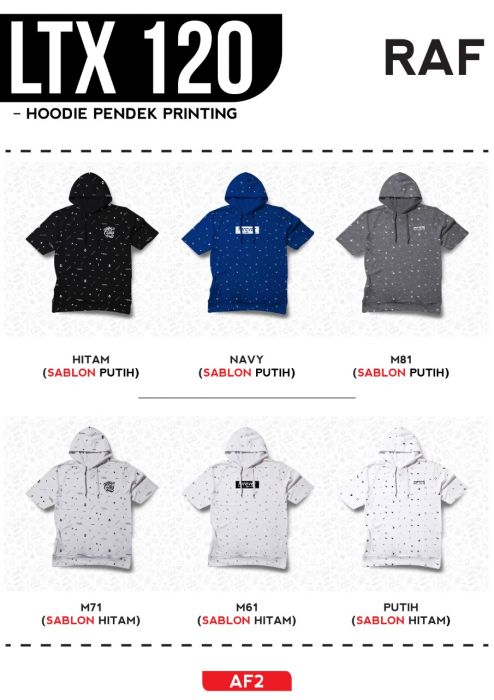 LTX 120
RAF
– HOODIE PENDEK PRINTING
HITAM
(SABLON PUTIH)
NAVY
(SABLON PUTIH)
M81
(SABLON PUTIH)
M71
(SABLON HITAM)
M61
(SABLON HITAM)
PUTIH
(SABLON HITAM)
AF2